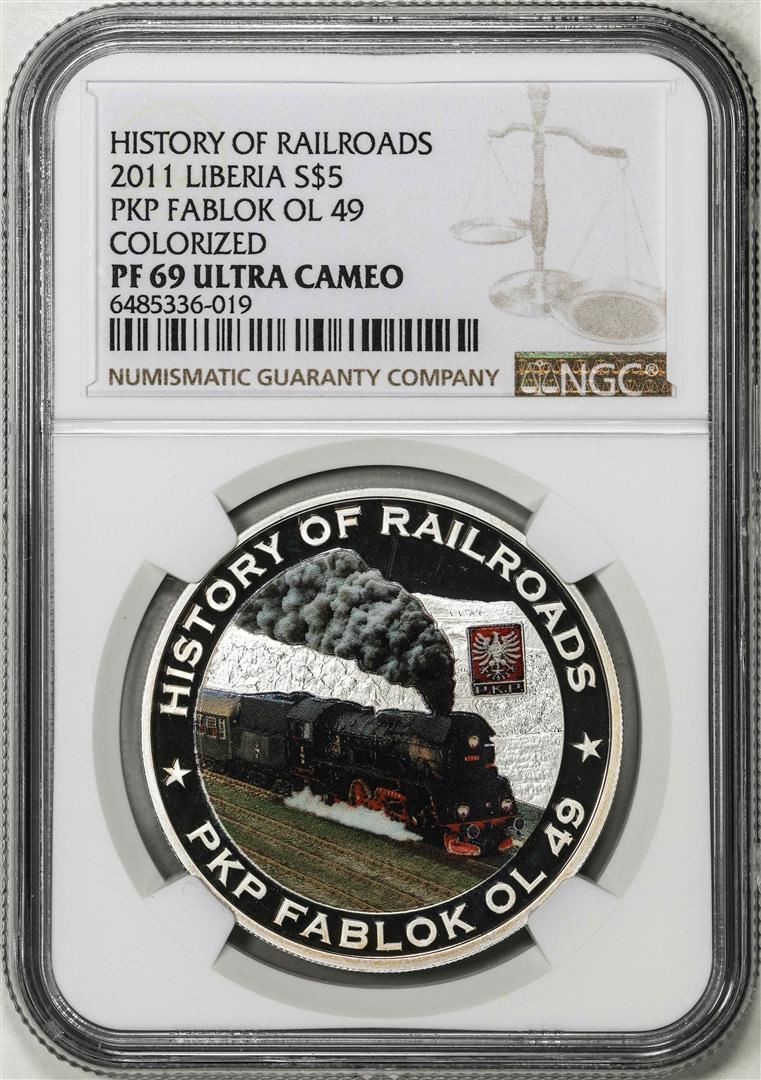 HISTORY OF RAILROADS
2011 LIBERIA S$5
PKP FABLOK OL 49
COLORIZED
PF 69 ULTRA CAMEO
6485336-019
NUMISMATIC GUARANTY COMPANY
NGC®
HISTORY OF RAILROADS
P.K.P.
★ PKP FABLOK OL 49 ★